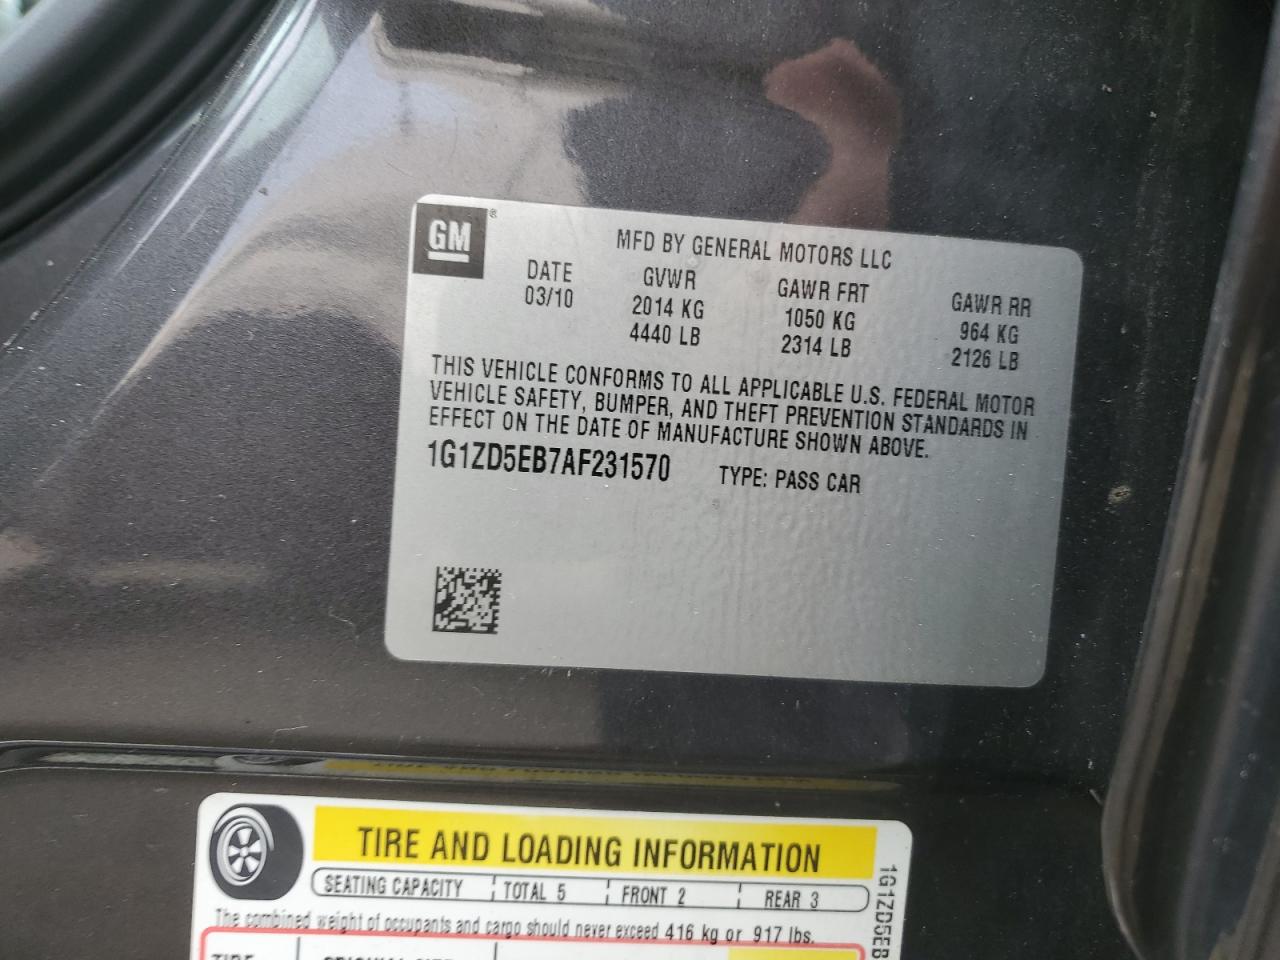 GM ®
MFD BY GENERAL MOTORS LLC
DATE GVWR GAWR FRT GAWR RR
03/10 2014 KG 1050 KG 964 KG
4440 LB 2314 LB 2126 LB
THIS VEHICLE CONFORMS TO ALL APPLICABLE U.S. FEDERAL MOTOR
VEHICLE SAFETY, BUMPER, AND THEFT PREVENTION STANDARDS IN
EFFECT ON THE DATE OF MANUFACTURE SHOWN ABOVE.
1G1ZD5EB7AF231570 TYPE: PASS CAR
TIRE AND LOADING INFORMATION
SEATING CAPACITY TOTAL 5 FRONT 2 REAR 3
The combined weight of occupants and cargo should never exceed 416 kg or 917 lbs.
TIRE ORIGINAL SIZE
1G1ZD5EB